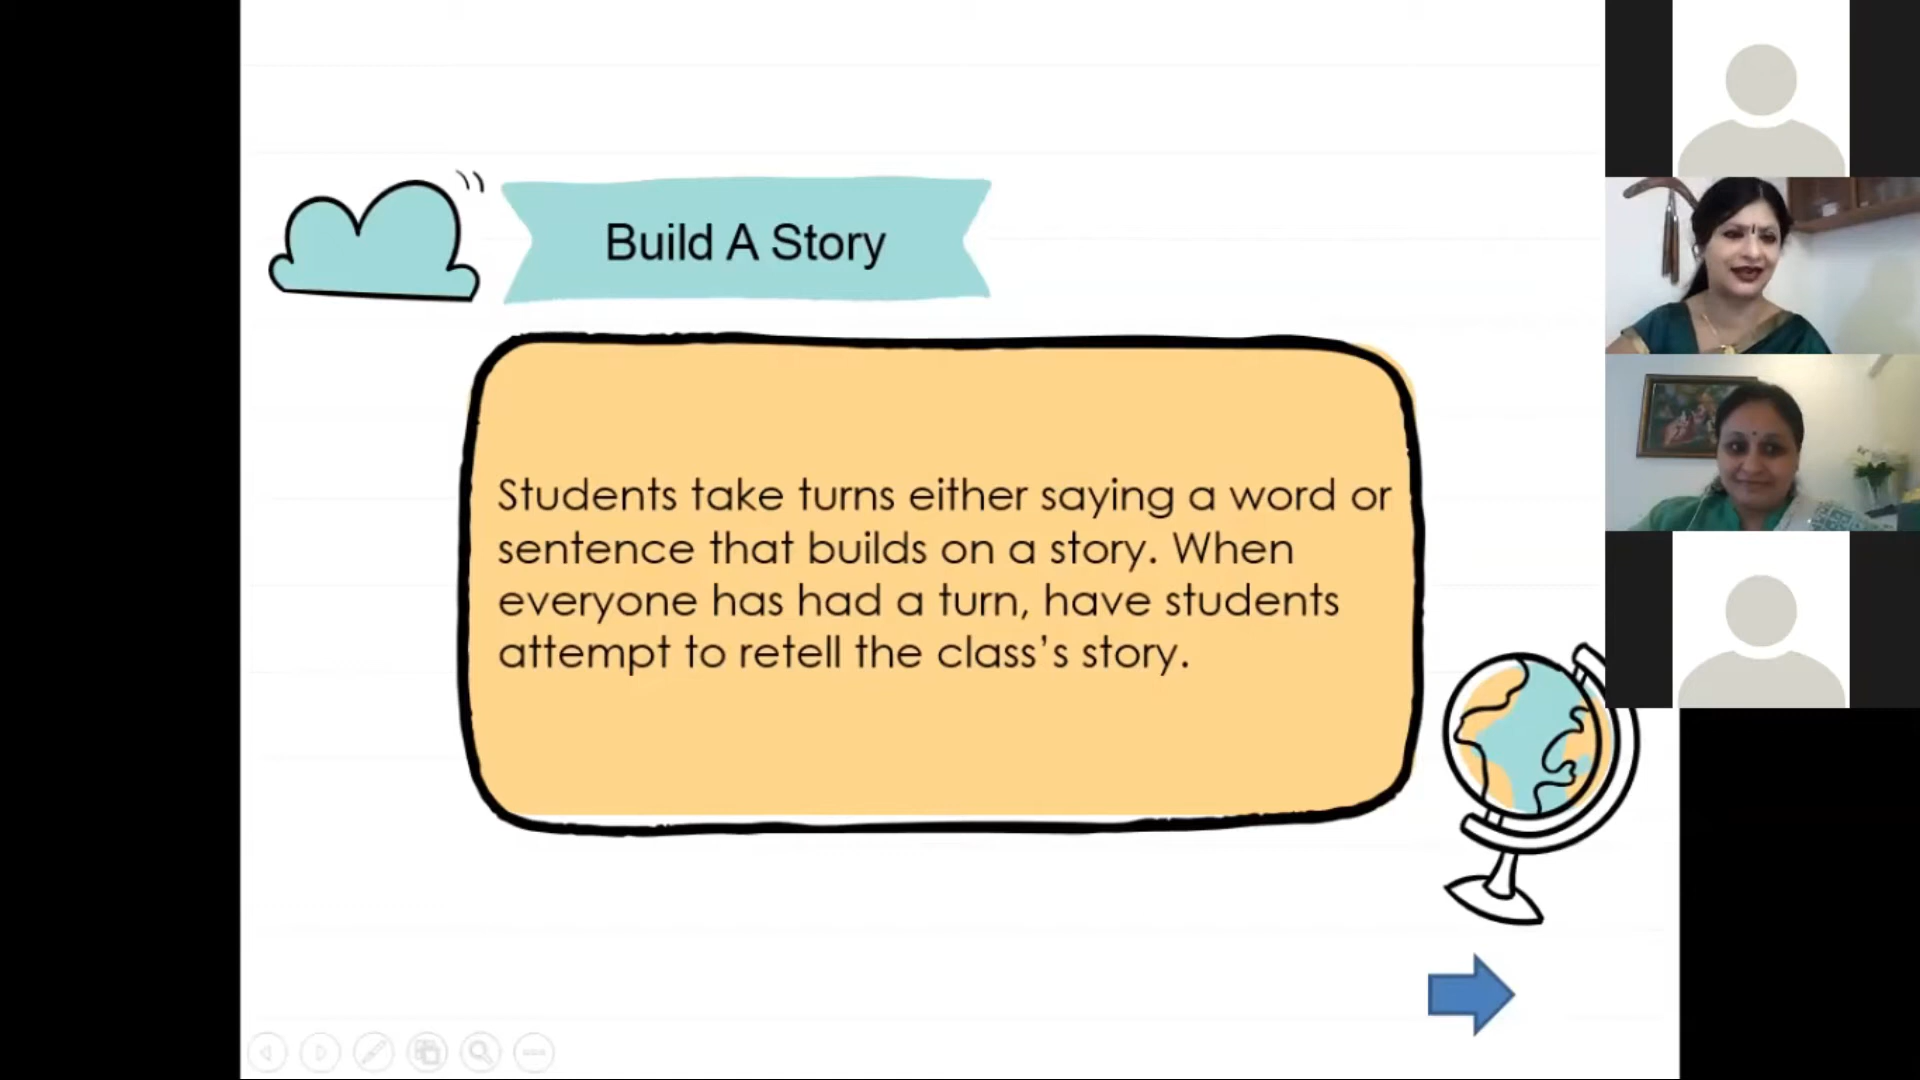 Build A Story
Students take turns either saying a word or
sentence that builds on a story. When
everyone has had a turn, have students
attempt to retell the class’s story.